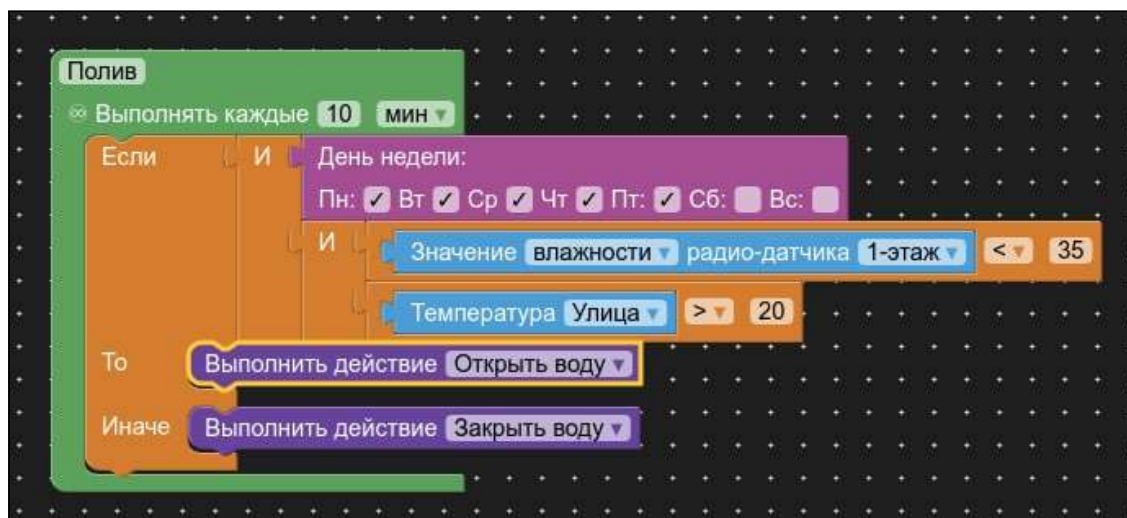 Полив
Выполнять каждые 10 мин
Если И День недели:
Пн: Вт Ср Чт Пт: Сб: Вс:
И Значение влажности радио-датчика 1-этаж < 35
Температура Улица > 20
То Выполнить действие Открыть воду
Иначе Выполнить действие Закрыть воду